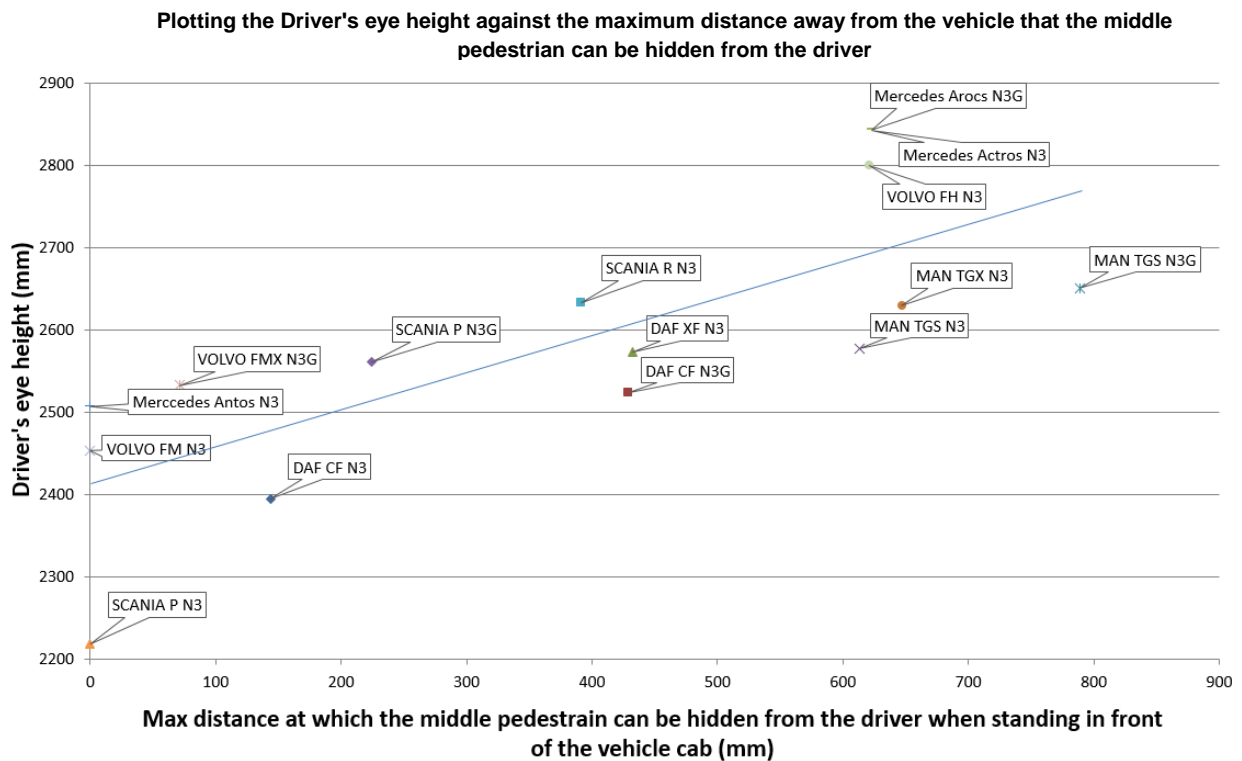 Plotting the Driver's eye height against the maximum distance away from the vehicle that the middle
pedestrian can be hidden from the driver
2900
Mercedes Arocs N3G
Mercedes Actros N3
2800
VOLVO FH N3
2700
MAN TGS N3G
SCANIA R N3
MAN TGX N3
2600
SCANIA P N3G
DAF XF N3
MAN TGS N3
VOLVO FMX N3G
DAF CF N3G
2500
Merccedes Antos N3
VOLVO FM N3
DAF CF N3
2400
2300
SCANIA P N3
2200
Driver's eye height (mm)
0 100 200 300 400 500 600 700 800 900
Max distance at which the middle pedestrain can be hidden from the driver when standing in front
of the vehicle cab (mm)